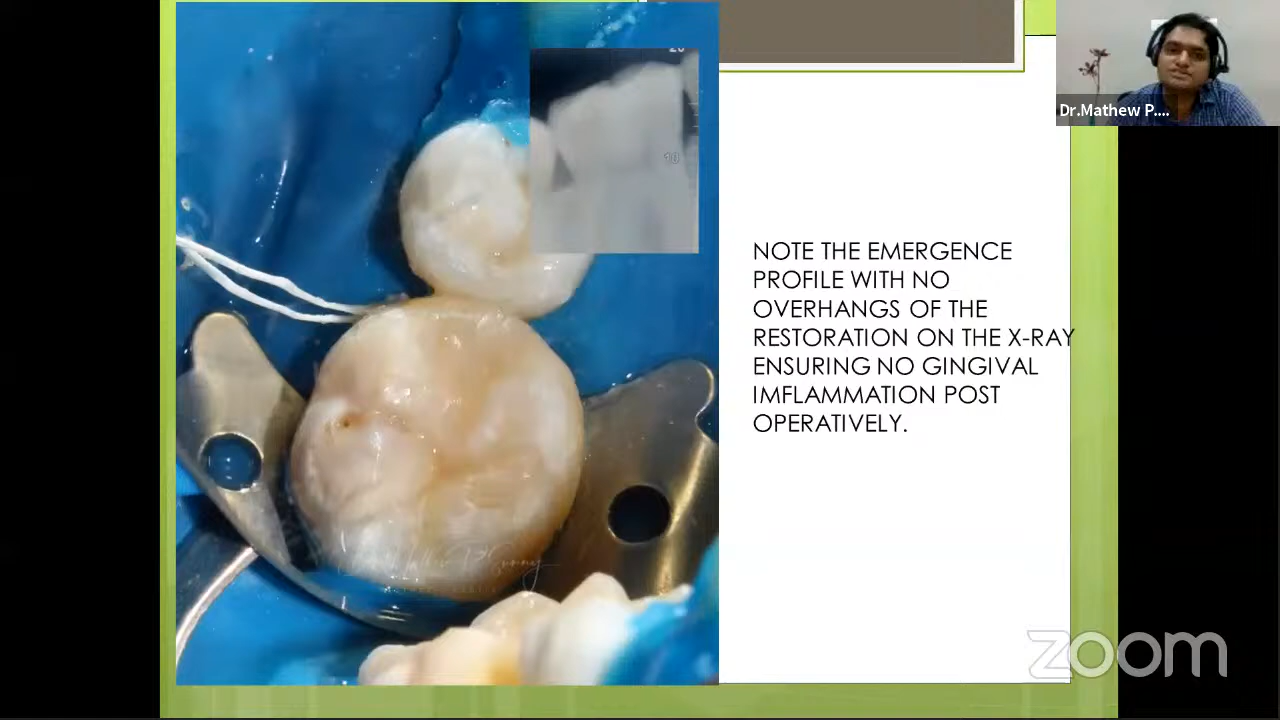 Dr.Mathew P....
10
NOTE THE EMERGENCE
PROFILE WITH NO
OVERHANGS OF THE
RESTORATION ON THE X-RAY
ENSURING NO GINGIVAL
IMFLAMMATION POST
OPERATIVELY.
zoom